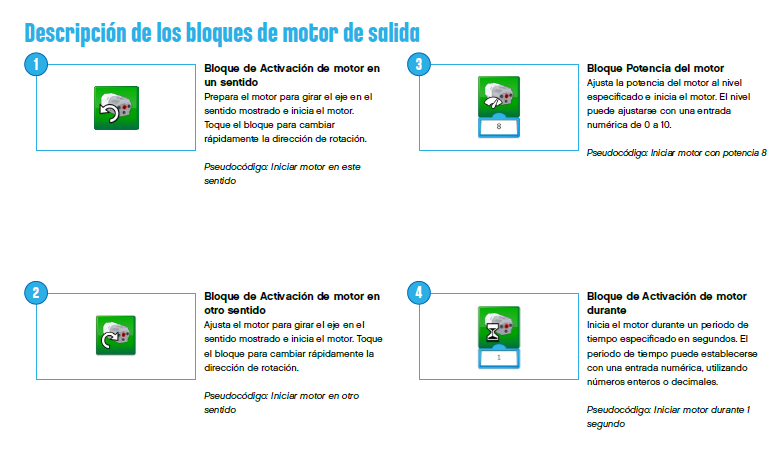 Descripción de los bloques de motor de salida
1
Bloque de Activación de motor en
un sentido
Prepara el motor para girar el eje en el
sentido mostrado e inicia el motor.
Toque el bloque para cambiar
rápidamente la dirección de rotación.
Pseudocódigo: Iniciar motor en este
sentido
2
Bloque de Activación de motor en
otro sentido
Ajusta el motor para girar el eje en el
sentido mostrado e inicia el motor. Toque
el bloque para cambiar rápidamente la
dirección de rotación.
Pseudocódigo: Iniciar motor en otro
sentido
3
8
Bloque Potencia del motor
Ajusta la potencia del motor al nivel
especificado e inicia el motor. El nivel
puede ajustarse con una entrada
numérica de 0 a 10.
Pseudocódigo: Iniciar motor con potencia 8
4
1
Bloque de Activación de motor
durante
Inicia el motor durante un periodo de
tiempo especificado en segundos. El
periodo de tiempo puede establecerse
con una entrada numérica, utilizando
números enteros o decimales.
Pseudocódigo: Iniciar motor durante 1
segundo